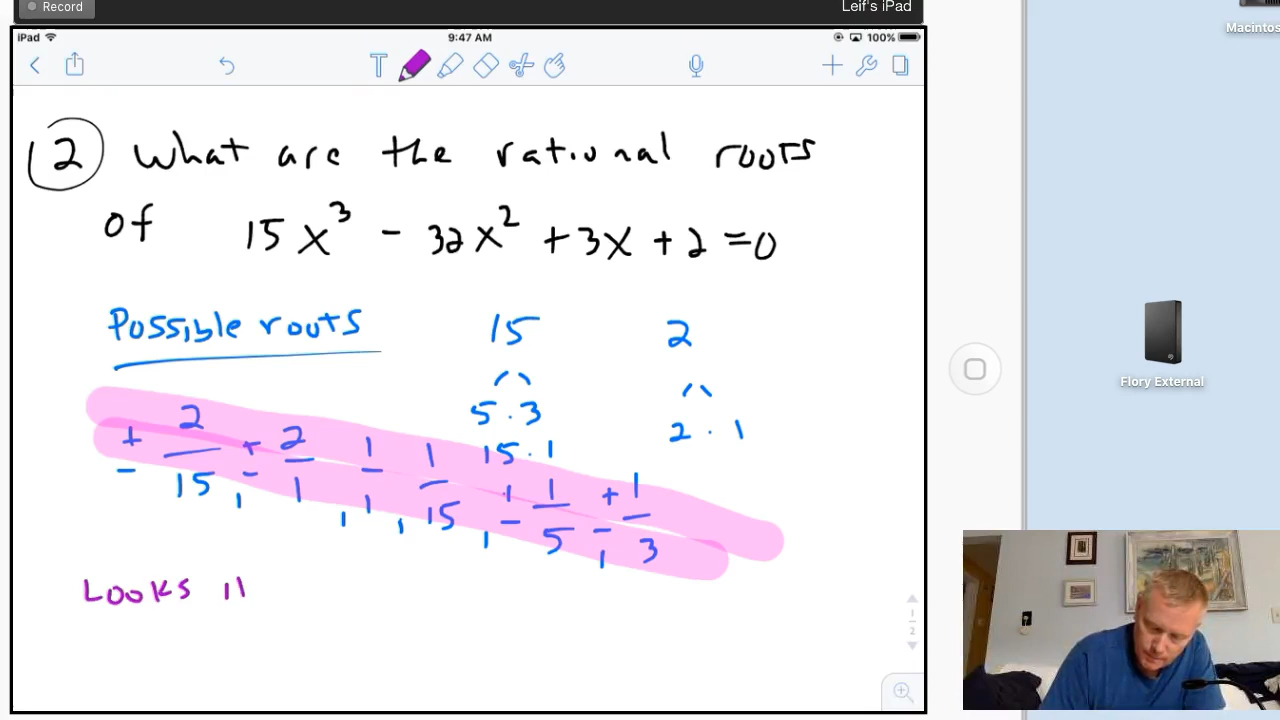 Record
Leif's iPad
Macintos
iPad 9:47 AM 100%
T
2 What are the rational roots
of 15x³ - 32x² + 3x + 2 = 0
Possible roots 15 2
5 · 3
2 · 1
15 · 1
± 2/15, ± 2/1, 1/1, 1/15, ± 1/5, ± 1/3
Looks
1
2
Flory External